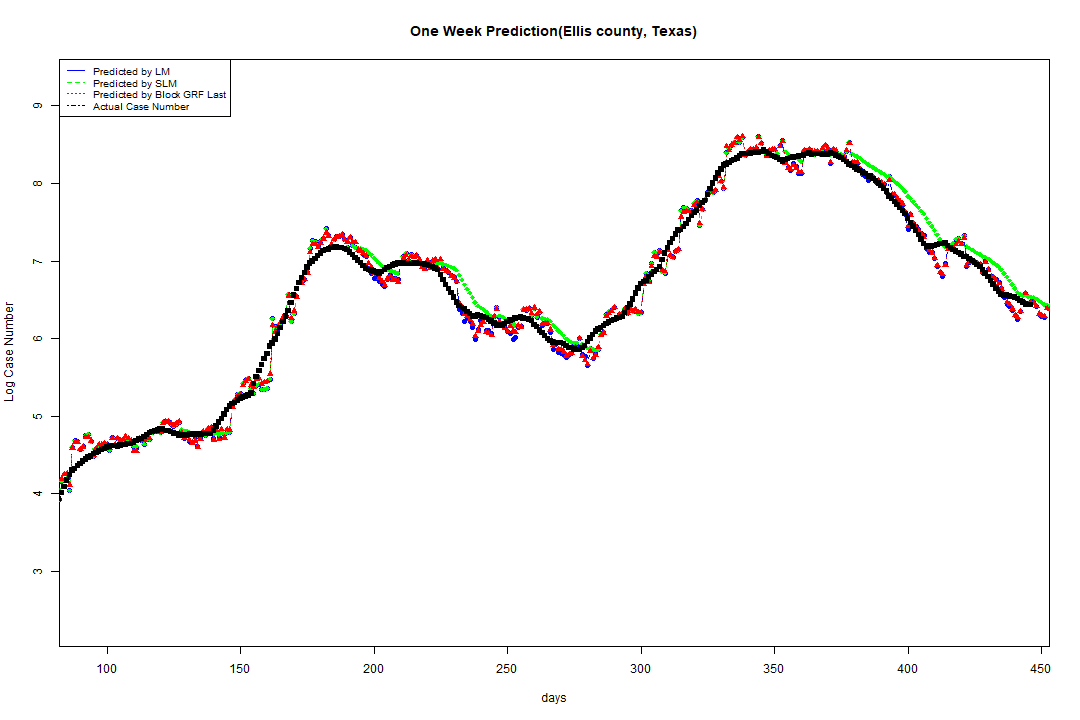 One Week Prediction(Ellis county, Texas)
Predicted by LM
Predicted by SLM
Predicted by Block GRF Last
Actual Case Number
9
8
7
6
5
4
3
Log Case Number
100 150 200 250 300 350 400 450
days